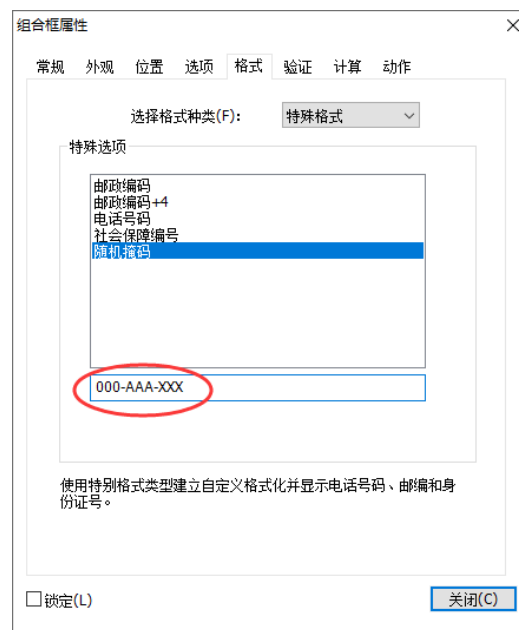 组合框属性
常规 外观 位置 选项 格式 验证 计算 动作
选择格式种类(F): 特殊格式
特殊选项
邮政编码
邮政编码+4
电话号码
社会保障编号
随机掩码
000-AAA-XXX
使用特别格式类型建立自定义格式化并显示电话号码、邮编和身
份证号。
锁定(L)
关闭(C)